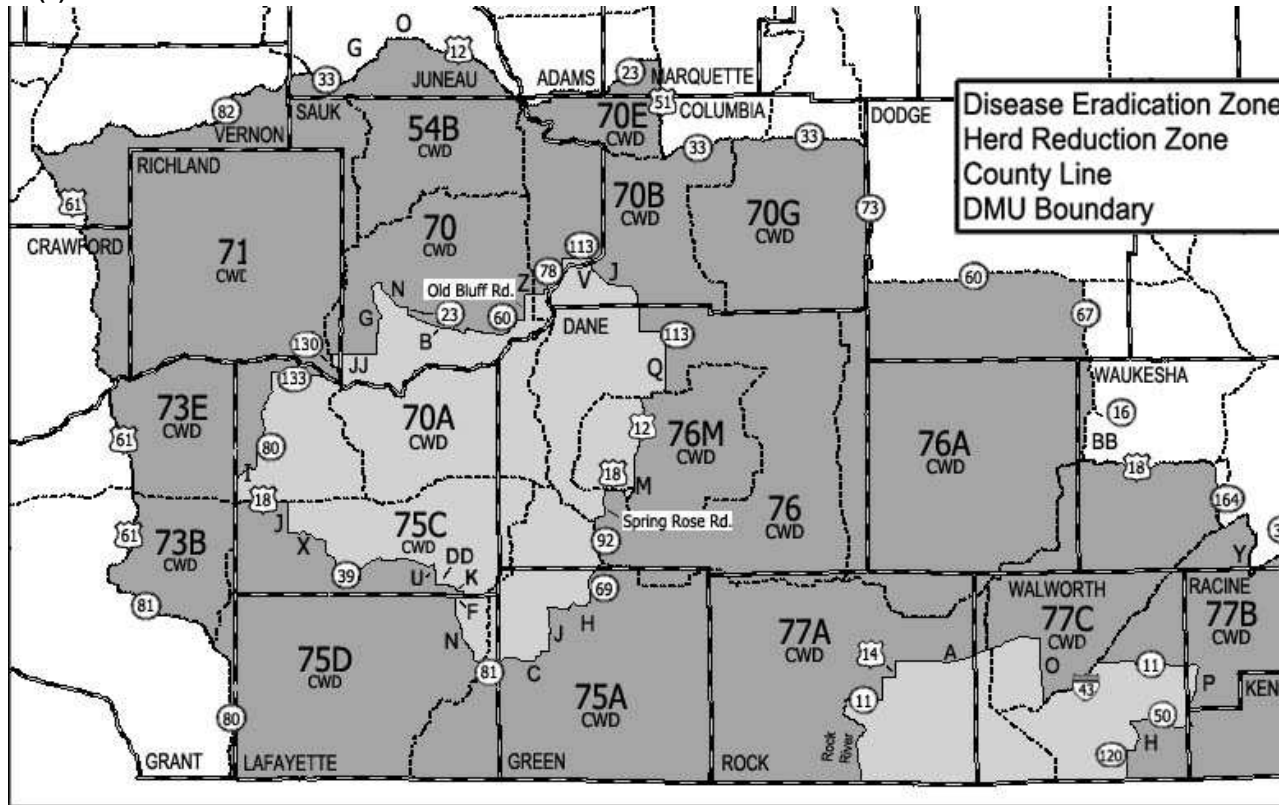 O
G
12
33
JUNEAU
ADAMS
23
MARQUETTE
82
VERNON
SAUK
54B
CWD
70E
CWD
51
COLUMBIA
DODGE
Disease Eradication Zone
Herd Reduction Zone
County Line
DMU Boundary
33
33
RICHLAND
61
CRAWFORD
71
70
CWD
70B
CWD
70G
CWD
73
113
78
V
J
60
N
Old Bluff Rd.
Z
23
60
G
B
DANE
113
67
130
JJ
Q
WAUKESHA
133
73E
CWD
70A
CWD
12
76M
CWD
76A
CWD
16
BB
61
80
I
18
18
M
18
164
J
75C
CWD
Spring Rose Rd.
76
CWD
61
73B
CWD
X
92
39
U
DD
K
Y
81
F
69
H
WALWORTH
77C
CWD
RACINE
77B
CWD
N
J
75D
CWD
81
C
77A
CWD
14
A
O
11
P
43
KEN
80
75A
CWD
11
50
Rock
River
H
120
GRANT
LAFAYETTE
GREEN
ROCK